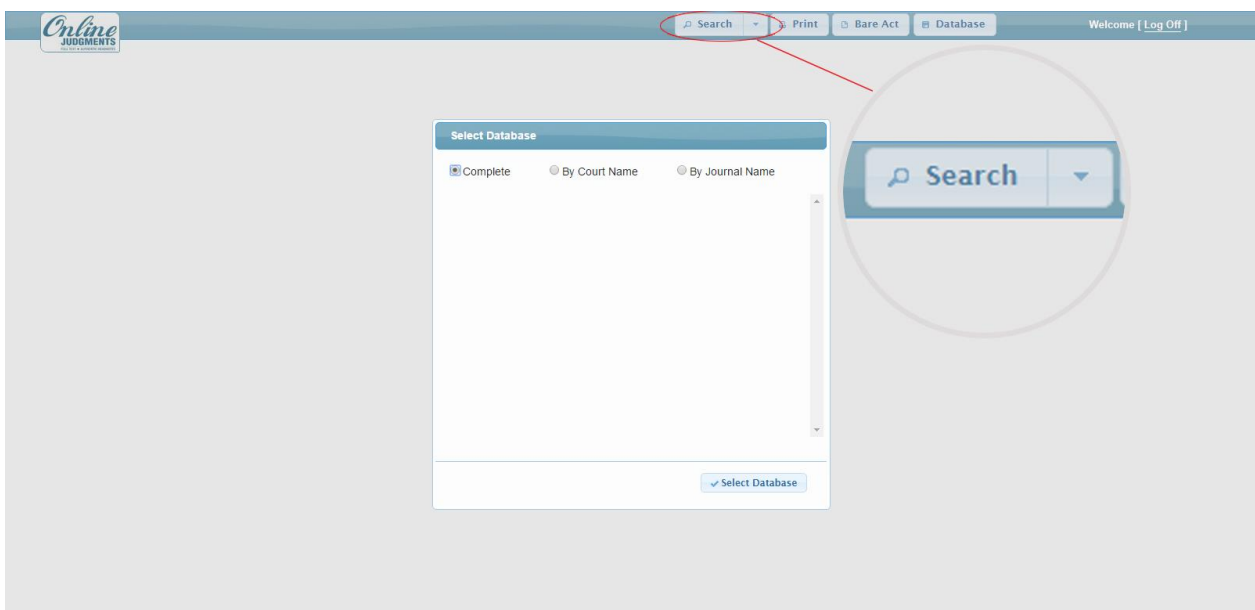 Online
JUDGMENTS
Search
Print
Bare Act
Database
Welcome [ Log Off ]
Select Database
Complete
By Court Name
By Journal Name
Search
Select Database